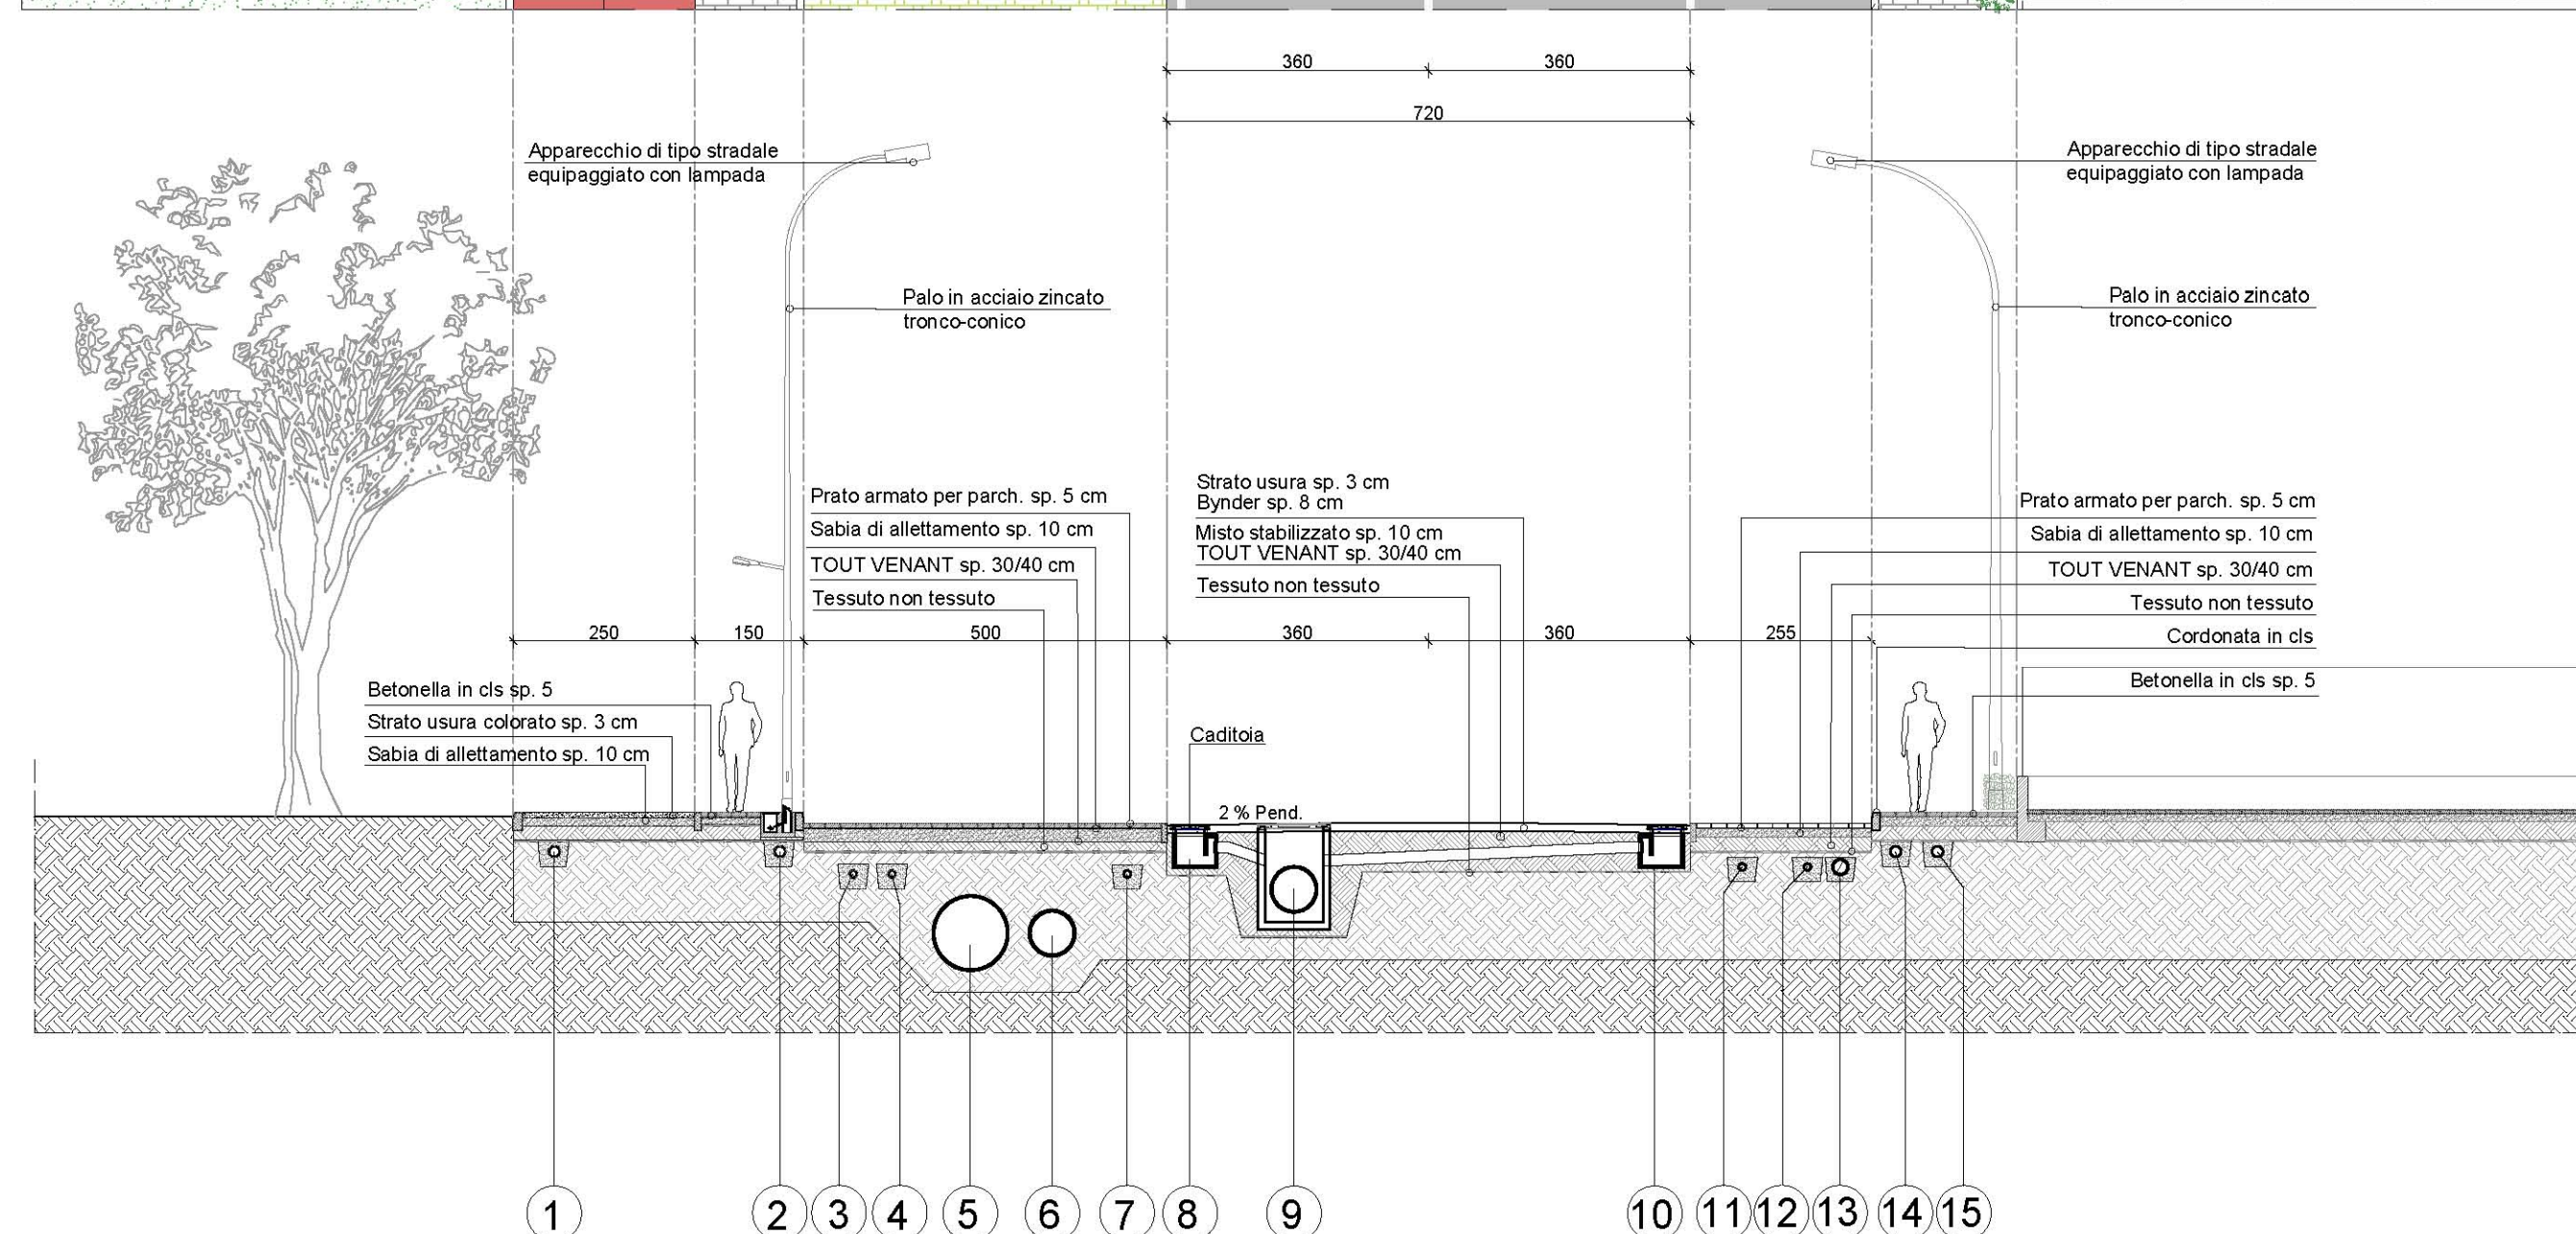 360
360
720
Apparecchio di tipo stradale
equipaggiato con lampada
Apparecchio di tipo stradale
equipaggiato con lampada
Palo in acciaio zincato
tronco-conico
Palo in acciaio zincato
tronco-conico
Prato armato per parch. sp. 5 cm
Sabia di allettamento sp. 10 cm
TOUT VENANT sp. 30/40 cm
Tessuto non tessuto
Strato usura sp. 3 cm
Bynder sp. 8 cm
Misto stabilizzato sp. 10 cm
TOUT VENANT sp. 30/40 cm
Tessuto non tessuto
Prato armato per parch. sp. 5 cm
Sabia di allettamento sp. 10 cm
TOUT VENANT sp. 30/40 cm
Tessuto non tessuto
Cordonata in cls
Betonella in cls sp. 5
250
150
500
360
360
255
Betonella in cls sp. 5
Strato usura colorato sp. 3 cm
Sabia di allettamento sp. 10 cm
Caditoia
2 % Pend.
1
2
3
4
5
6
7
8
9
10
11
12
13
14
15